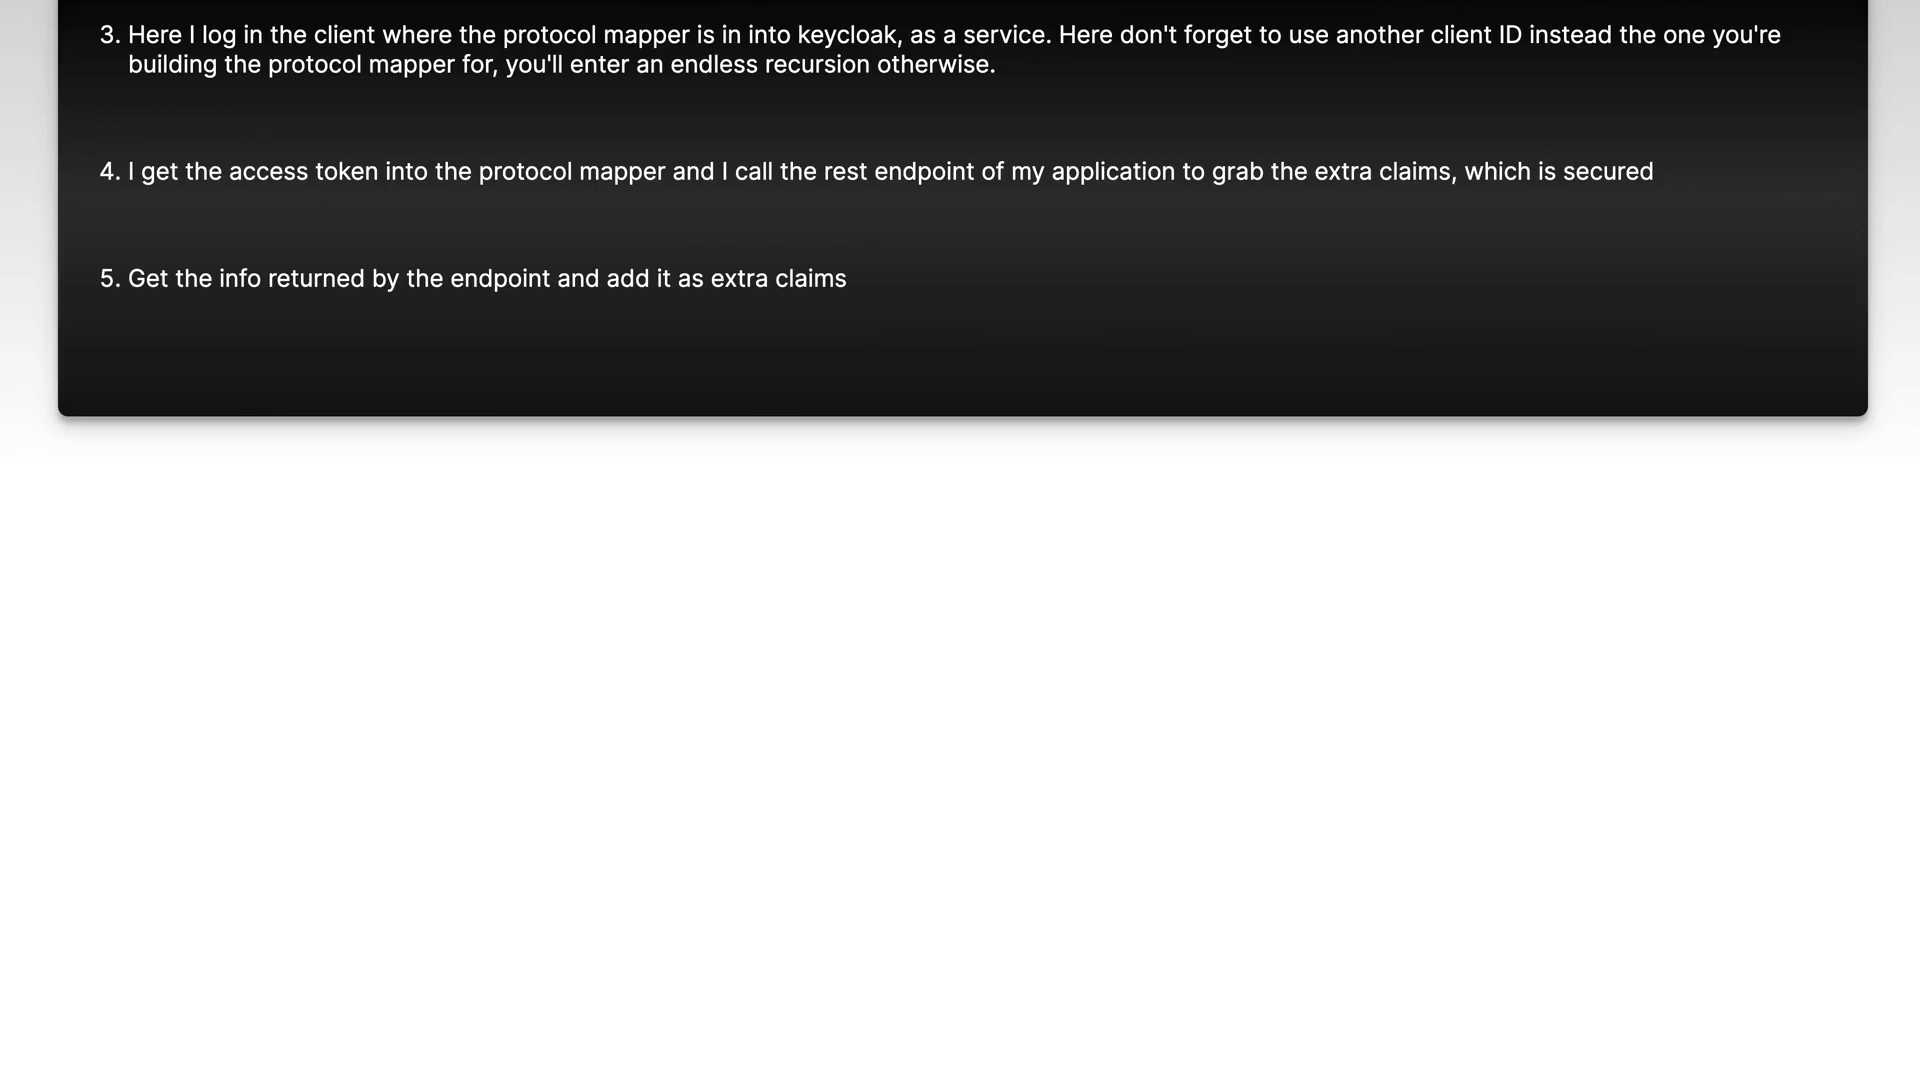 3. Here I log in the client where the protocol mapper is in into keycloak, as a service. Here don't forget to use another client ID instead the one you're
building the protocol mapper for, you'll enter an endless recursion otherwise.
4. I get the access token into the protocol mapper and I call the rest endpoint of my application to grab the extra claims, which is secured
5. Get the info returned by the endpoint and add it as extra claims